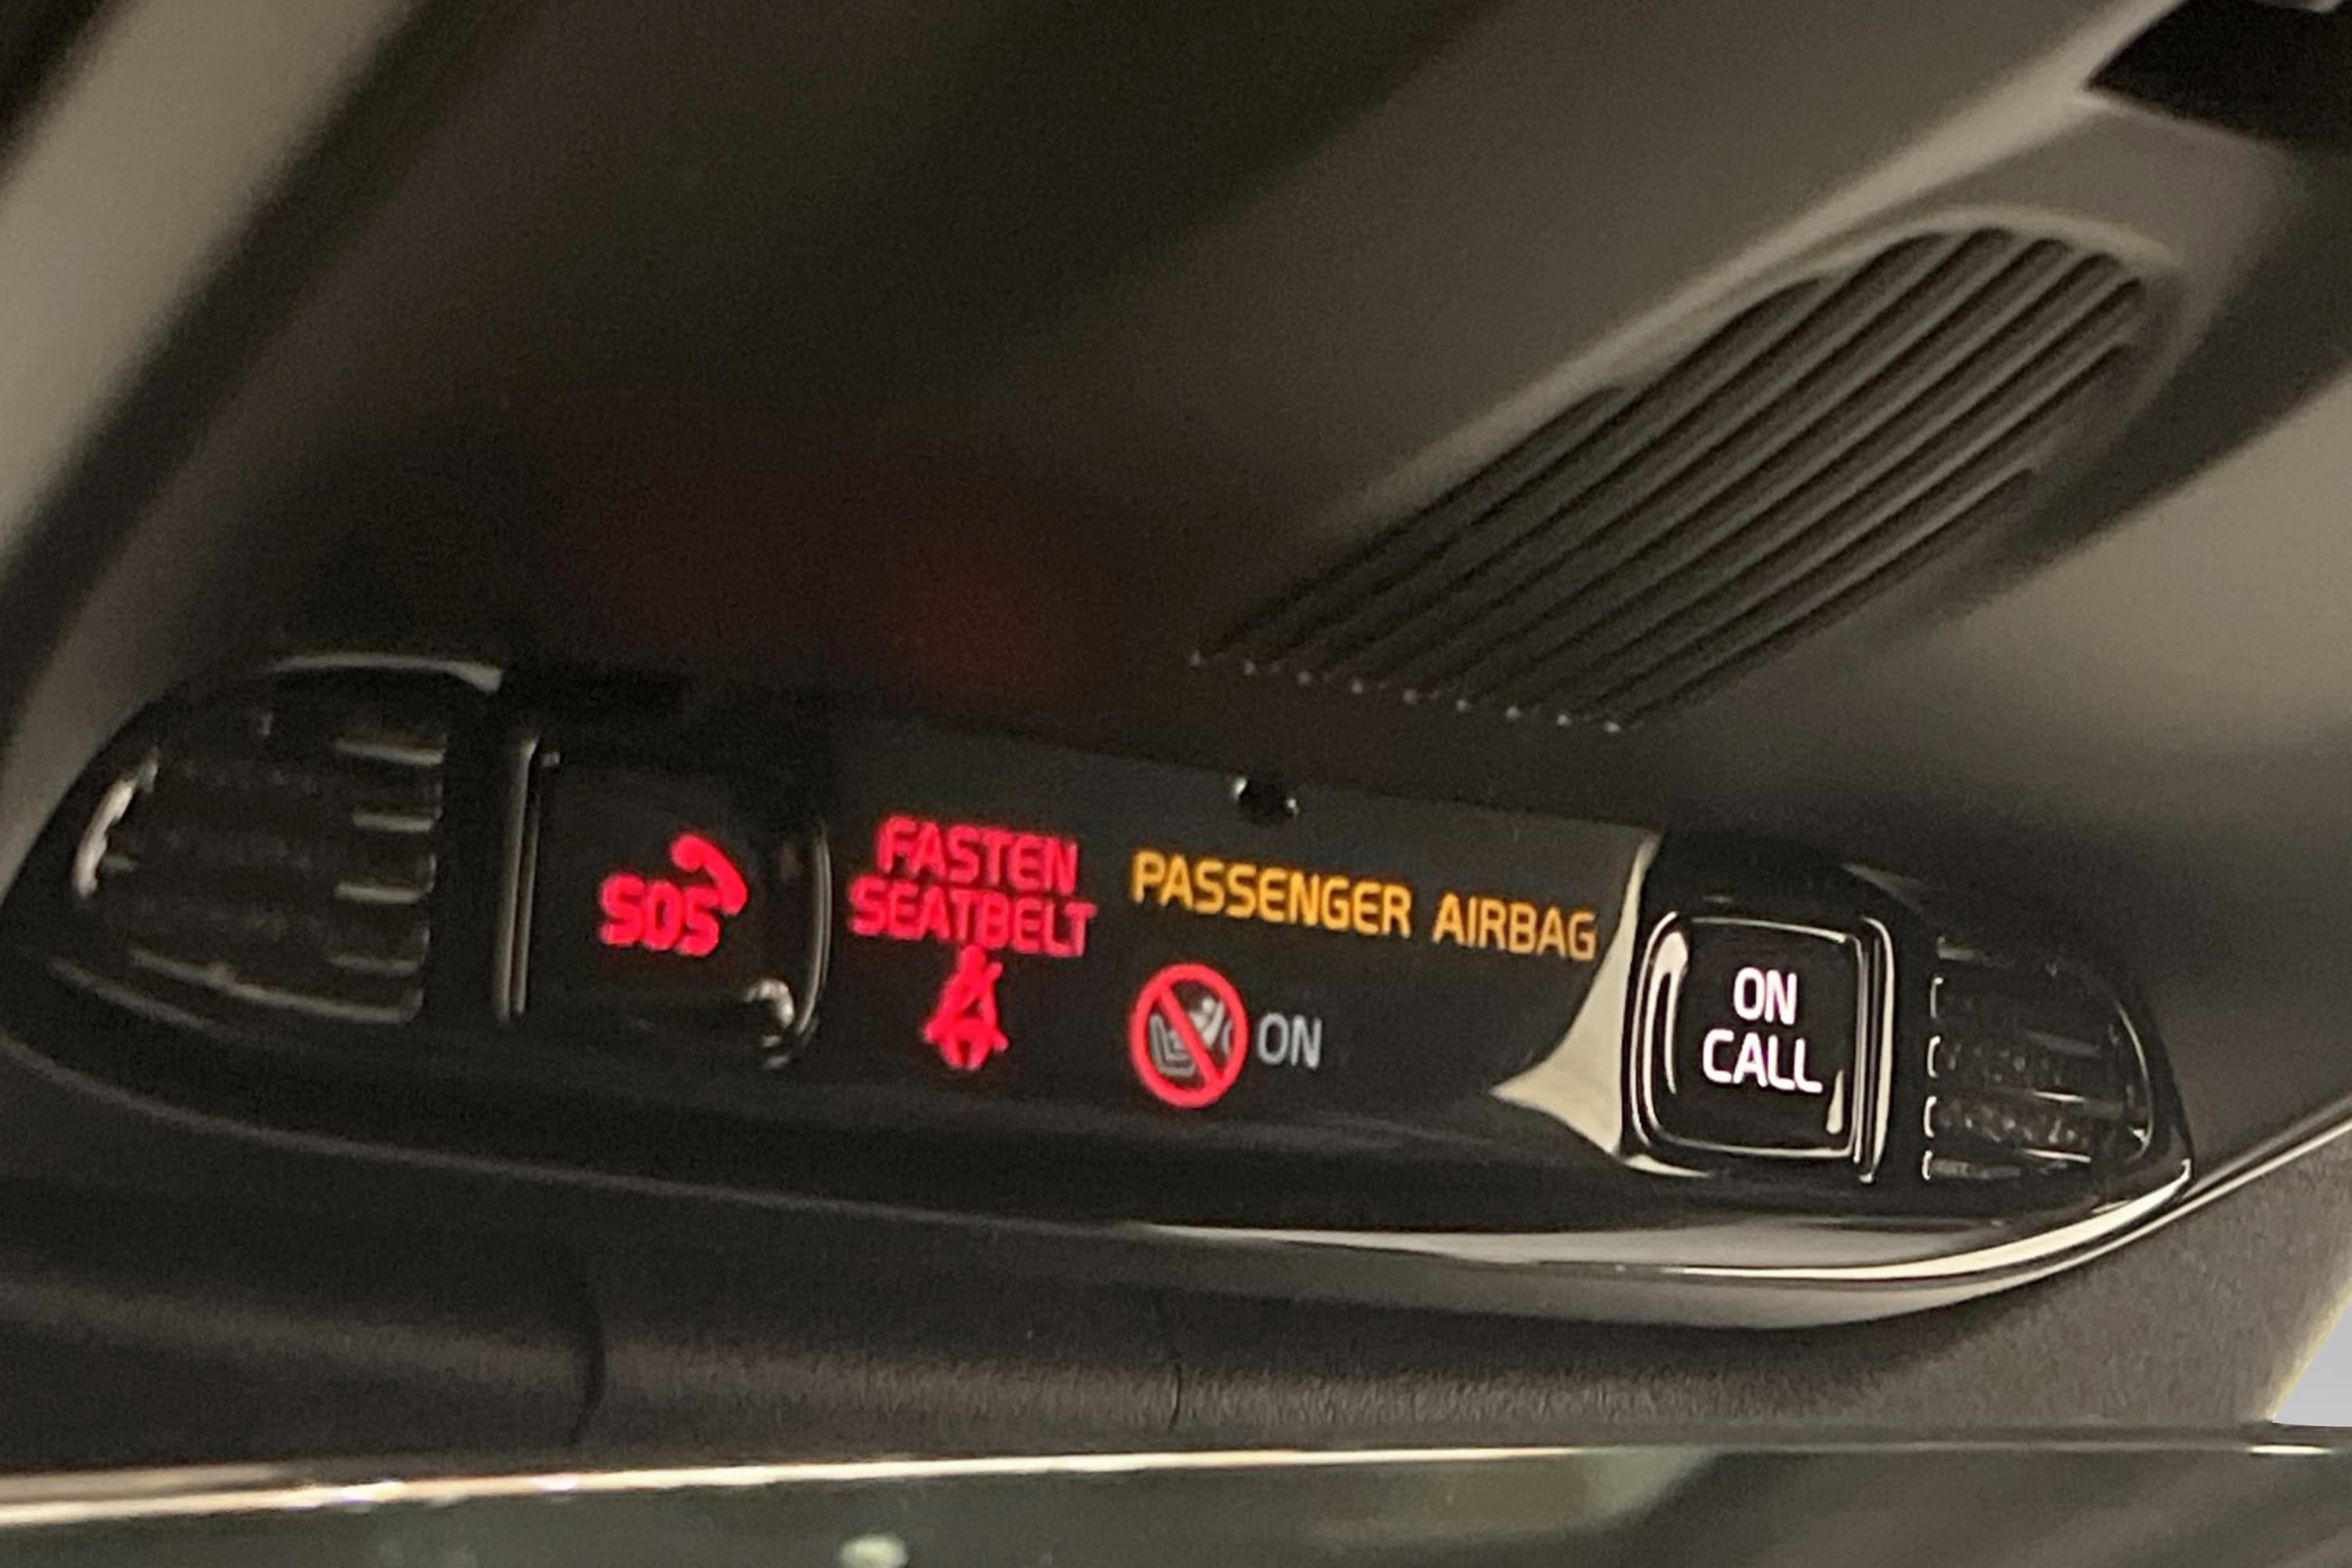 SOS
FASTEN
SEATBELT
PASSENGER AIRBAG
ON
ON
CALL